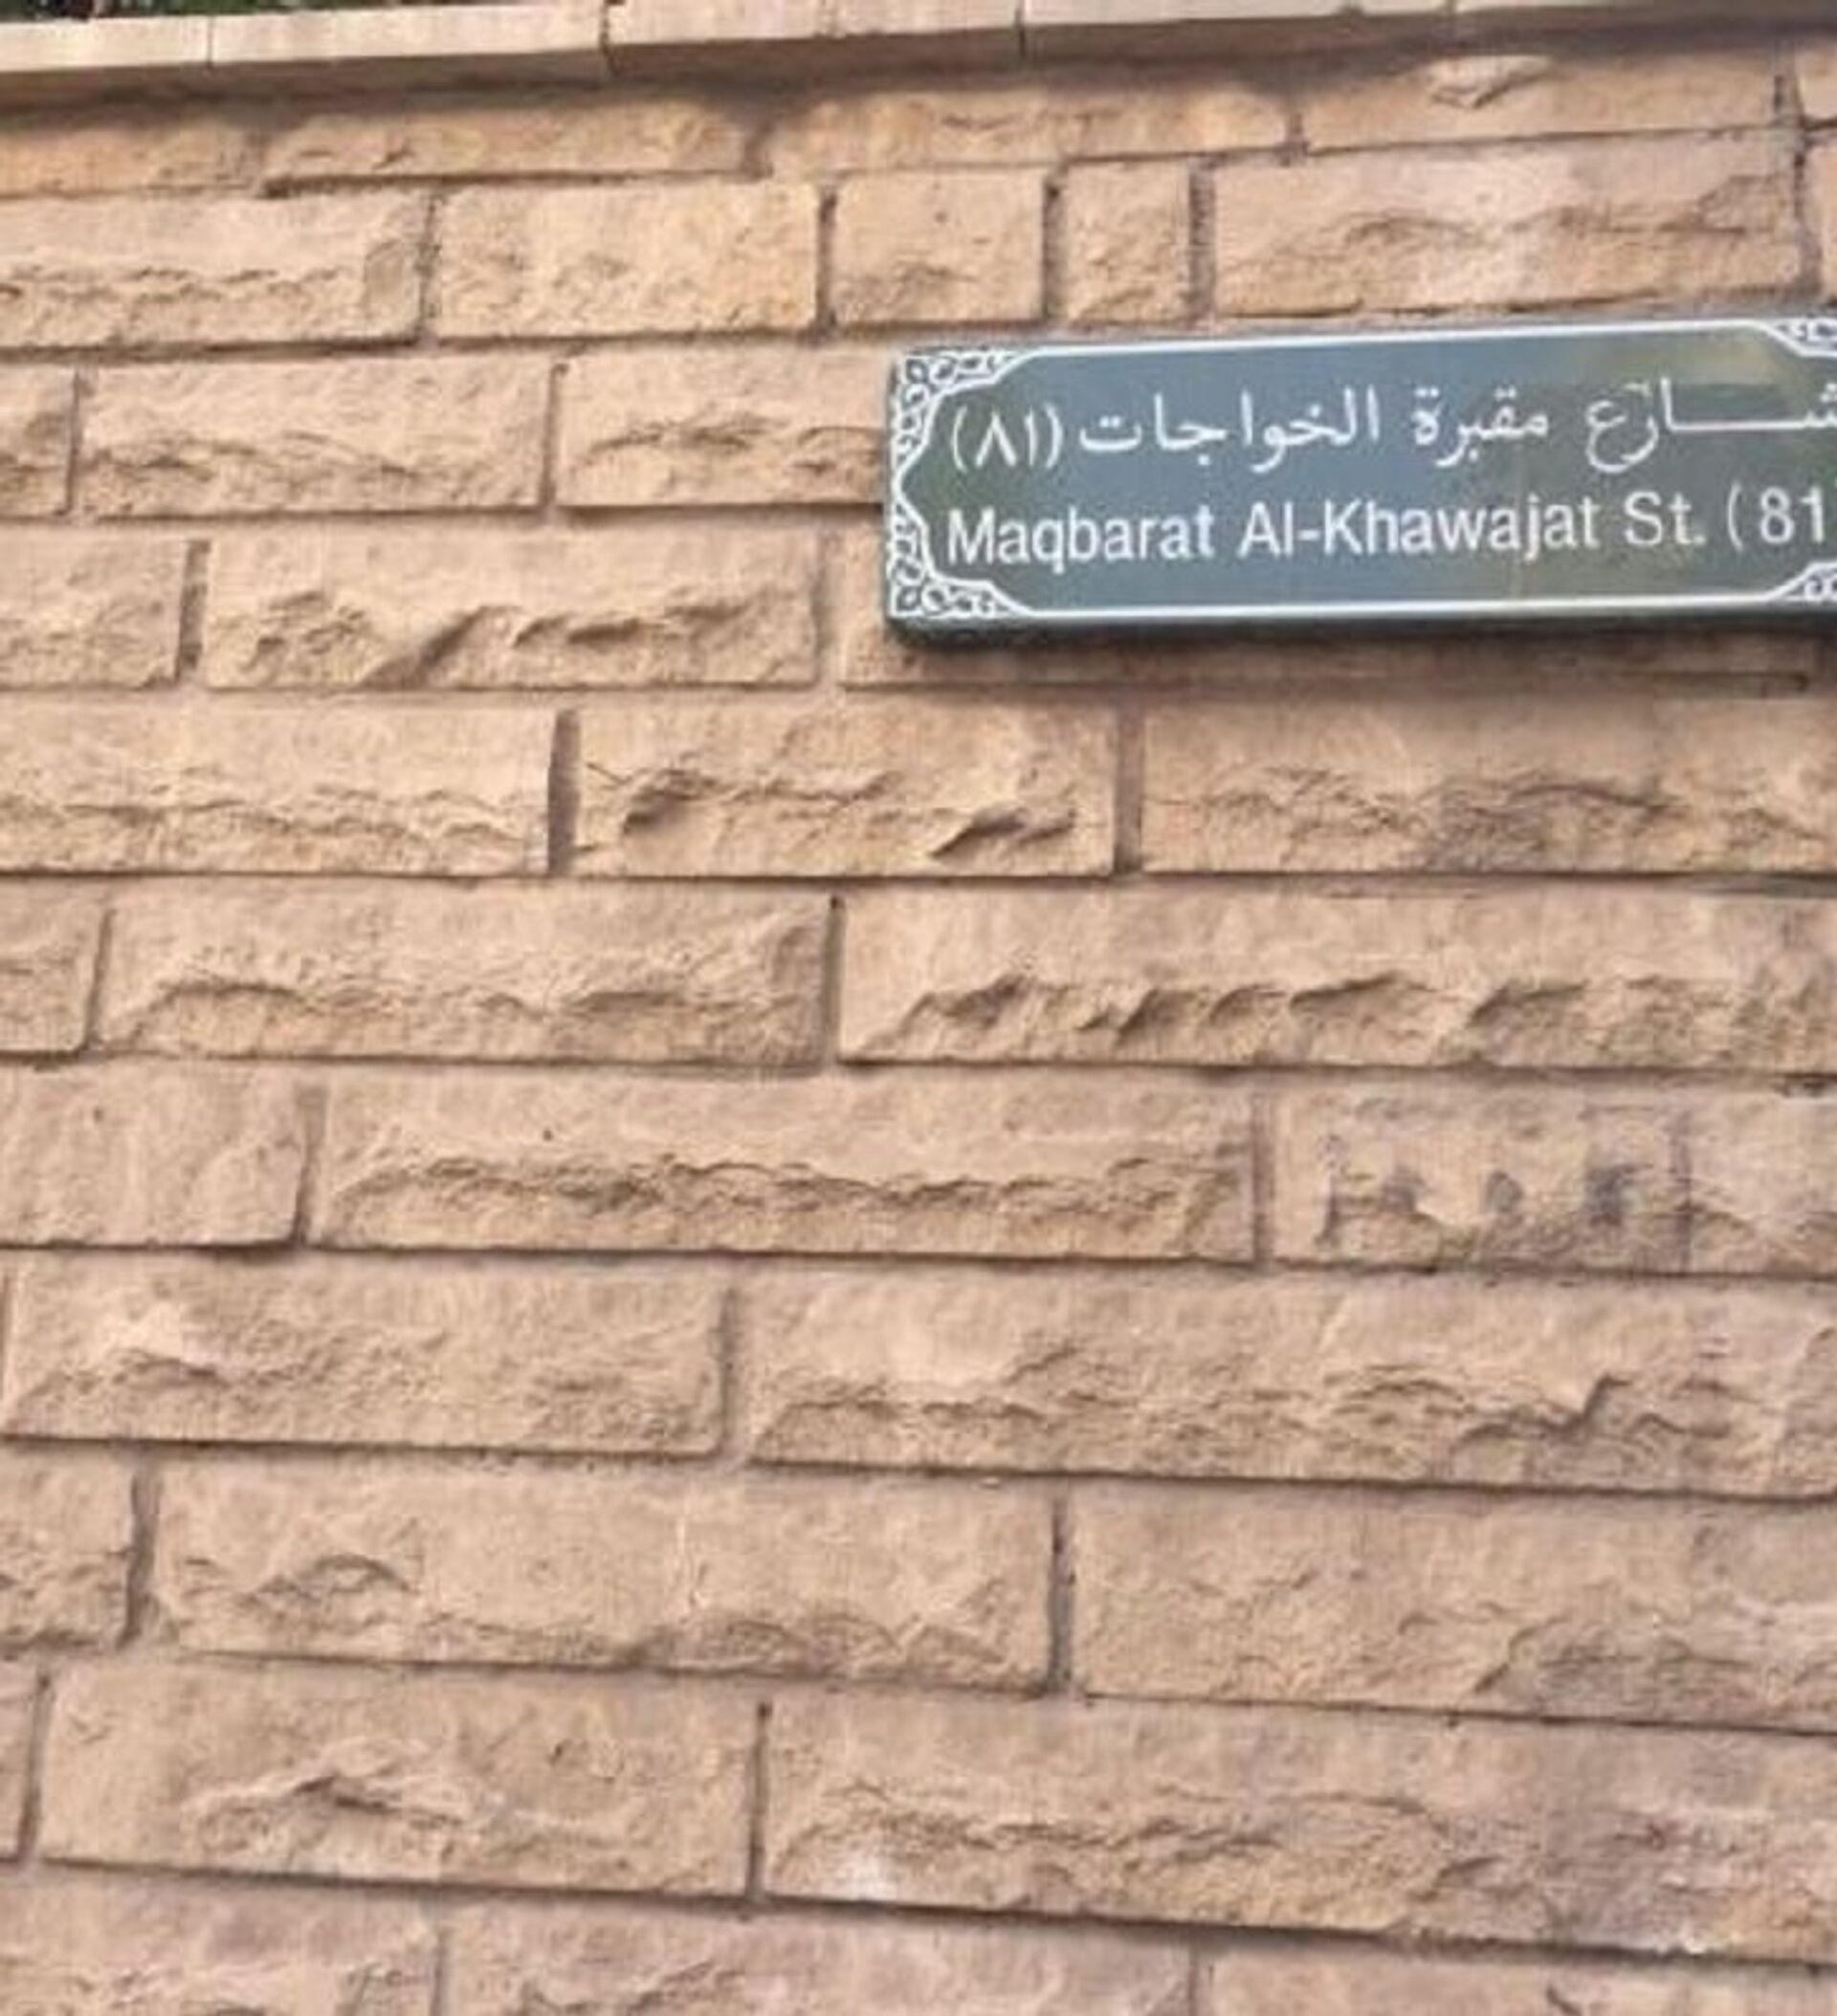 شارع مقبرة الخواجات (٨١)
Maqbarat Al-Khawajat St. (81